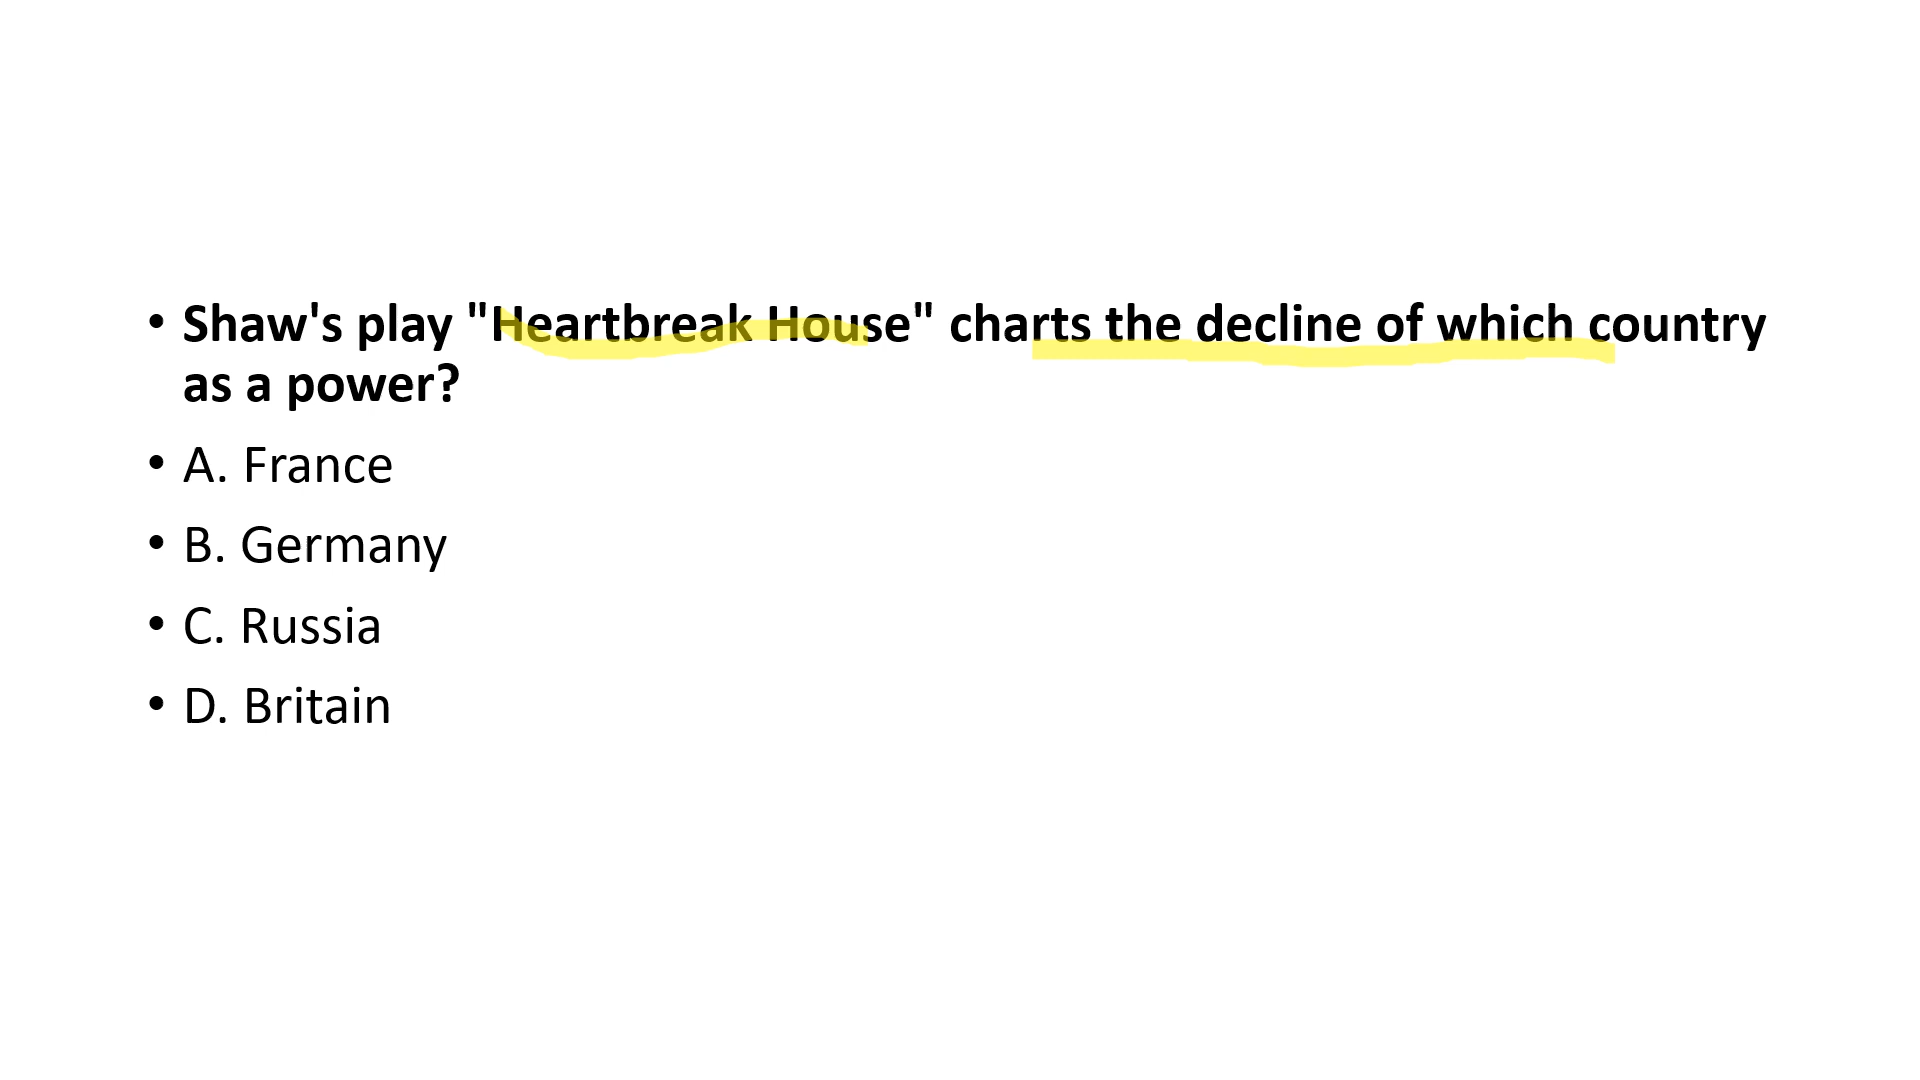 • Shaw's play "Heartbreak House" charts the decline of which country
as a power?
• A. France
• B. Germany
• C. Russia
• D. Britain